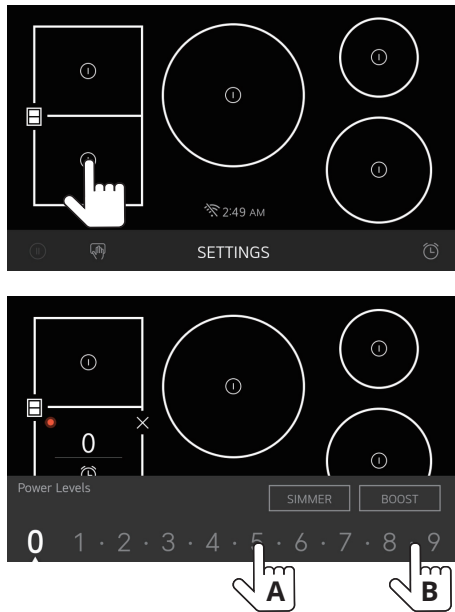 2:49 AM
SETTINGS
0
Power Levels
SIMMER BOOST
0 1 · 2 · 3 · 4 · 5 · 6 · 7 · 8 · 9
A B